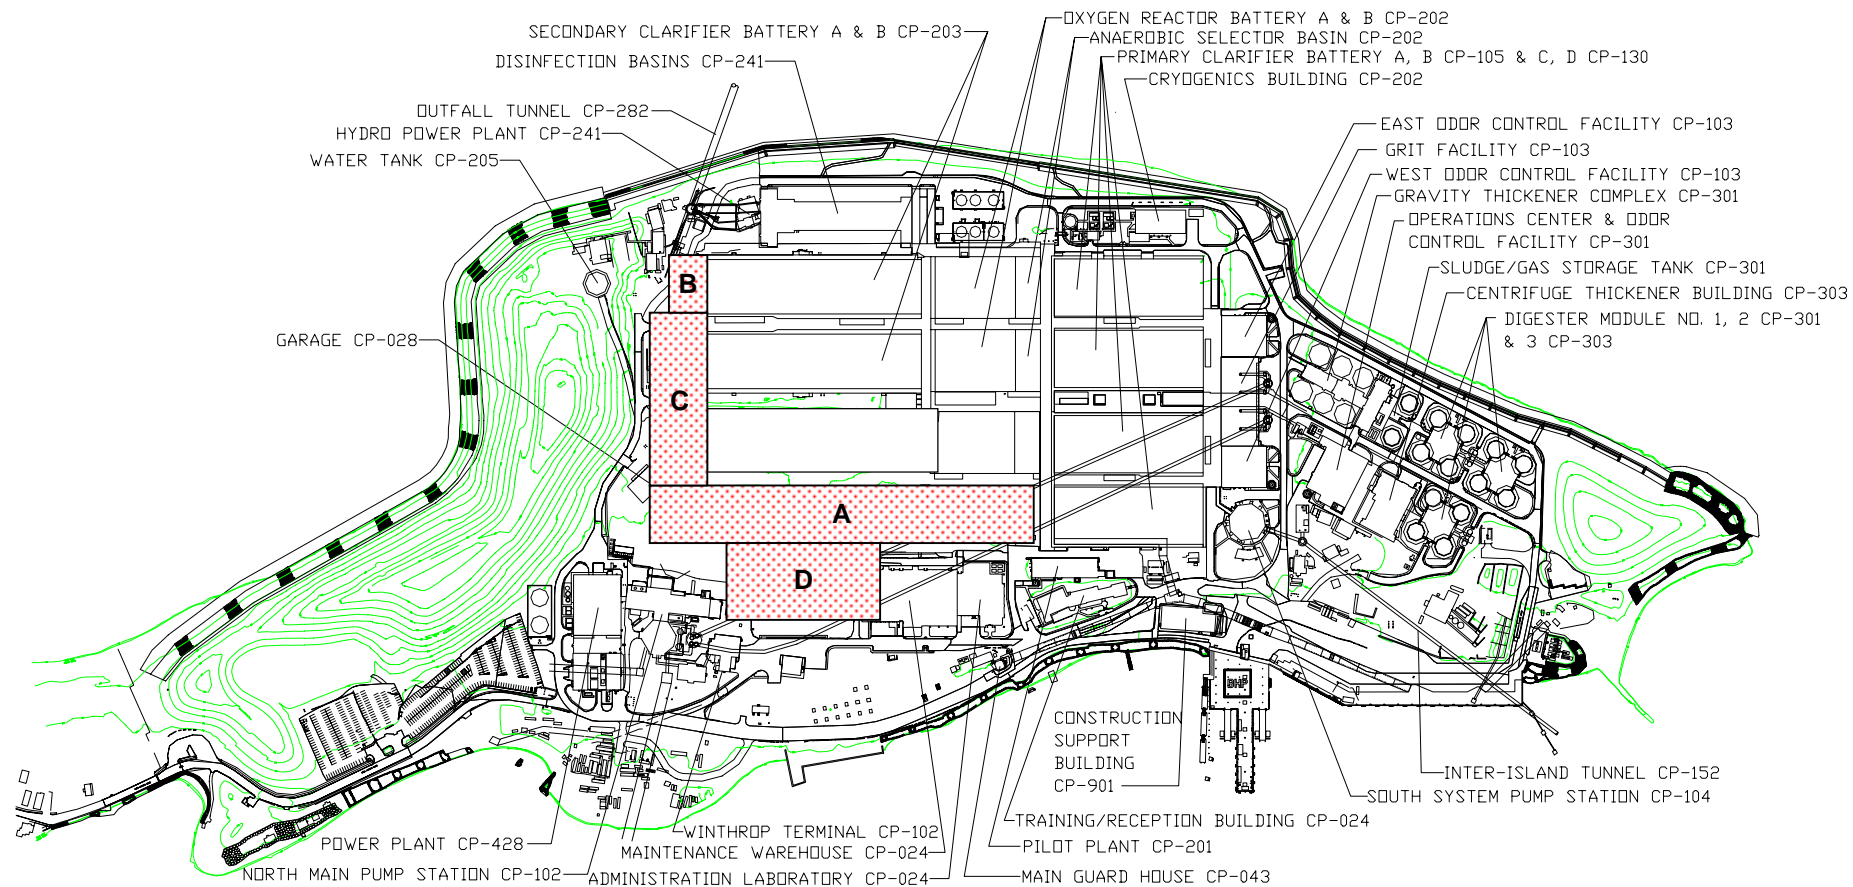 SECONDARY CLARIFIER BATTERY A & B CP-203
DISINFECTION BASINS CP-241
OUTFALL TUNNEL CP-282
HYDRO POWER PLANT CP-241
WATER TANK CP-205
GARAGE CP-028
OXYGEN REACTOR BATTERY A & B CP-202
ANAEROBIC SELECTOR BASIN CP-202
PRIMARY CLARIFIER BATTERY A, B CP-105 & C, D CP-130
CRYOGENICS BUILDING CP-202
EAST ODOR CONTROL FACILITY CP-103
GRIT FACILITY CP-103
WEST ODOR CONTROL FACILITY CP-103
GRAVITY THICKENER COMPLEX CP-301
OPERATIONS CENTER & ODOR
CONTROL FACILITY CP-301
SLUDGE/GAS STORAGE TANK CP-301
CENTRIFUGE THICKENER BUILDING CP-303
DIGESTER MODULE NO. 1, 2 CP-301
& 3 CP-303
B
C
A
D
BHP
CONSTRUCTION
SUPPORT
BUILDING
CP-901
INTER-ISLAND TUNNEL CP-152
SOUTH SYSTEM PUMP STATION CP-104
TRAINING/RECEPTION BUILDING CP-024
PILOT PLANT CP-201
MAIN GUARD HOUSE CP-043
WINTHROP TERMINAL CP-102
MAINTENANCE WAREHOUSE CP-024
ADMINISTRATION LABORATORY CP-024
POWER PLANT CP-428
NORTH MAIN PUMP STATION CP-102